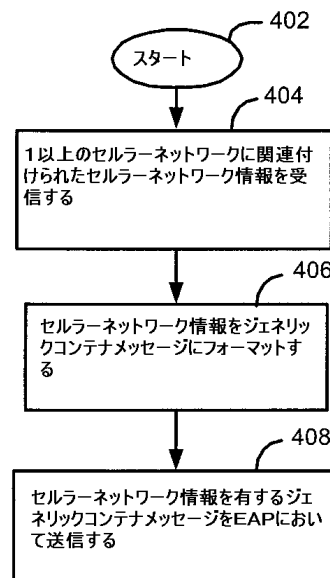 402
スタート
404
1以上のセルラーネットワークに関連付
けられたセルラーネットワーク情報を受
信する
406
セルラーネットワーク情報をジェネリッ
クコンテナメッセージにフォーマットす
る
408
セルラーネットワーク情報を有するジェ
ネリックコンテナメッセージをEAPにおい
て送信する